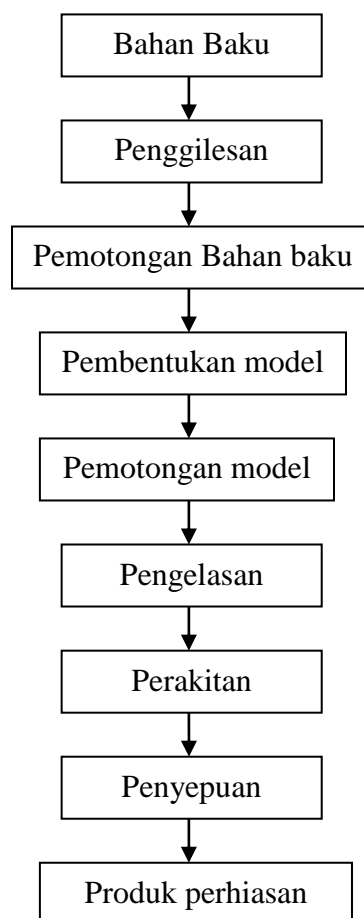 Bahan Baku
Penggilesan
Pemotongan Bahan baku
Pembentukan model
Pemotongan model
Pengelasan
Perakitan
Penyepuan
Produk perhiasan